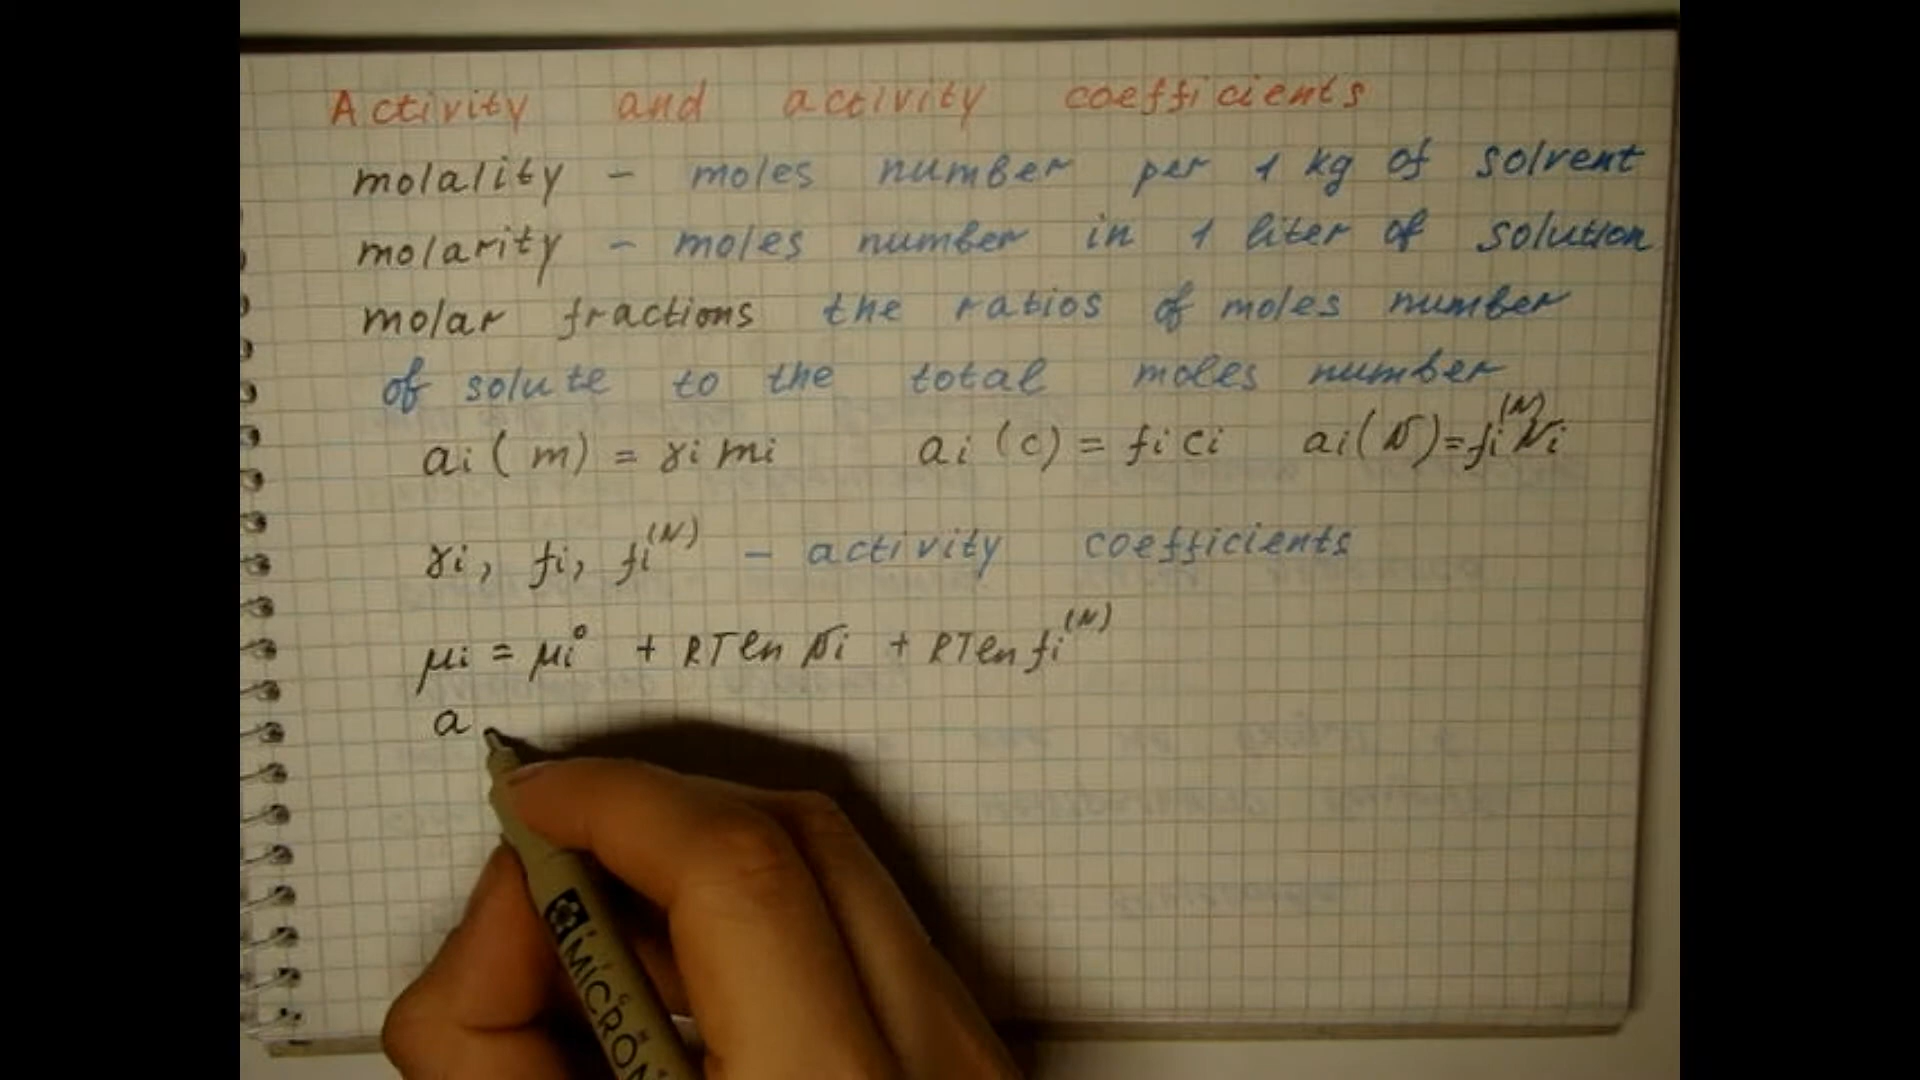 Activity and activity coefficients
molality - moles number per 1 kg of solvent
molarity - moles number in 1 liter of solution
molar fractions the ratios of moles number
of solute to the total moles number
ai(m) = γi mi ai(c) = fi ci ai(N)=fi(N)Ni
γi, fi, fi(N) - activity coefficients
μi = μi° + RTln Ni + RTln fi(N)
a
MICRON